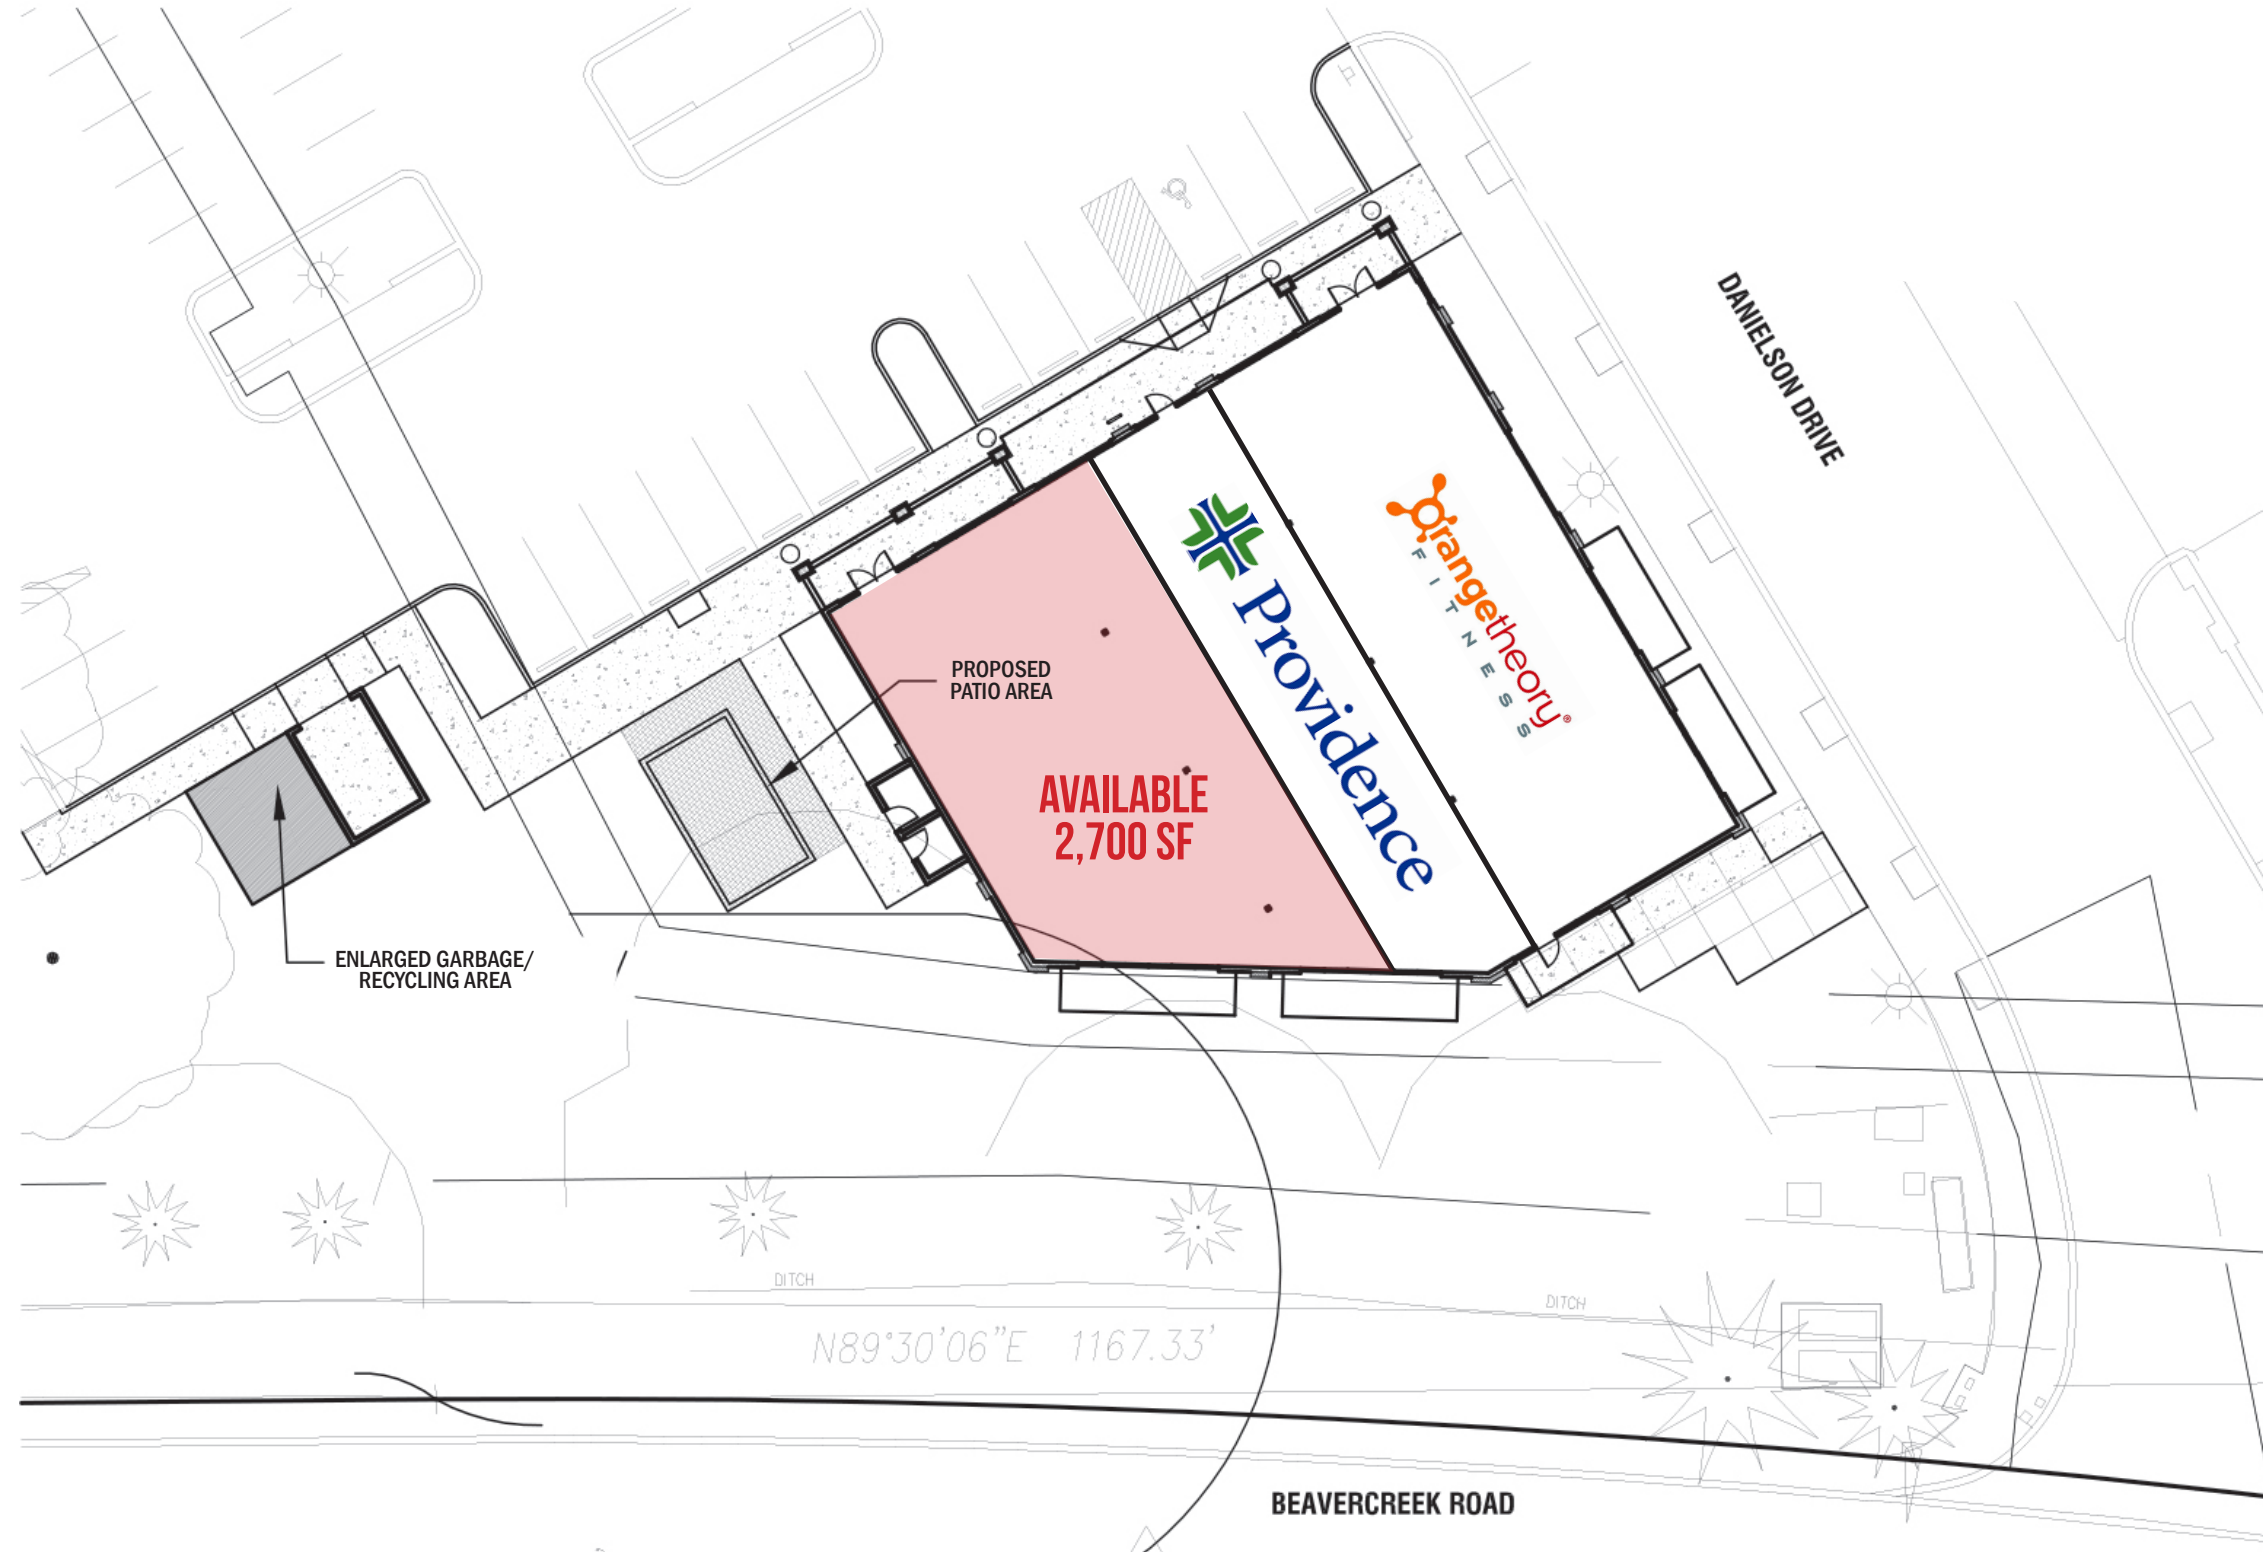 DANIELSON DRIVE
orangetheory®
FITNESS
Providence
PROPOSED
PATIO AREA
AVAILABLE
2,700 SF
ENLARGED GARBAGE/
RECYCLING AREA
DITCH
DITCH
N89°30'06"E 1167.33'
BEAVERCREEK ROAD